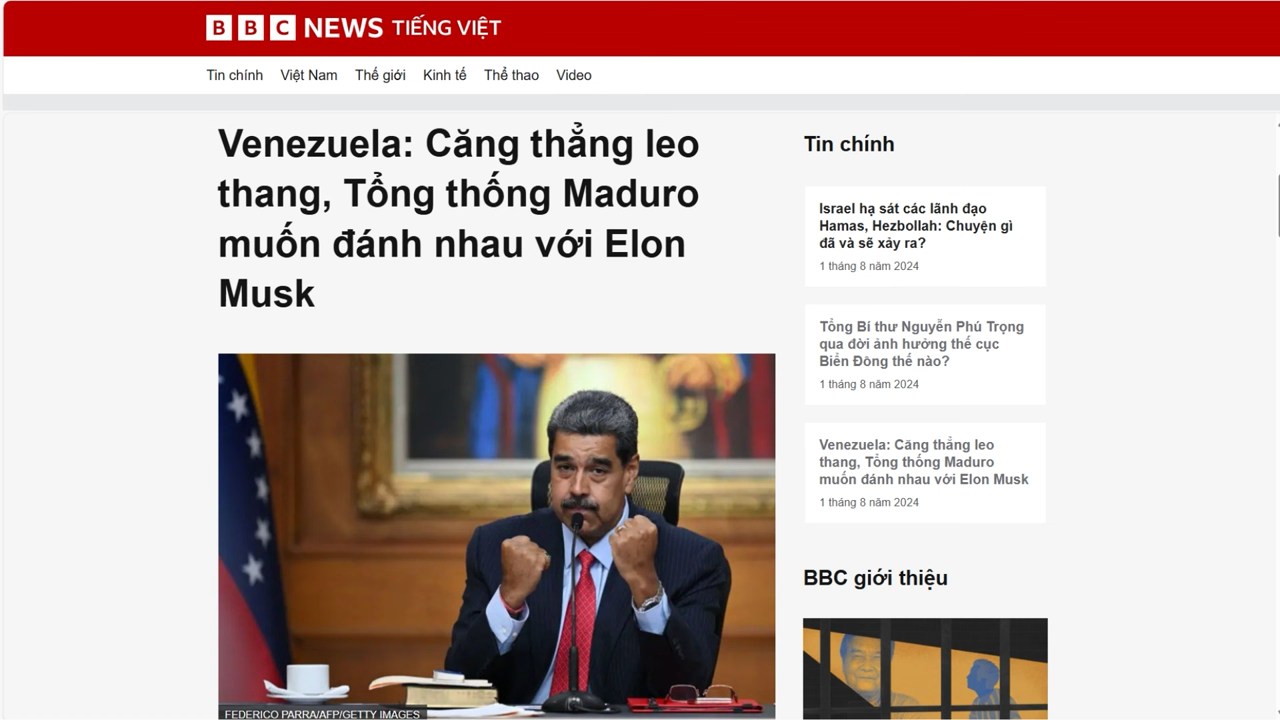 BBC NEWS TIẾNG VIỆT
Tin chính Việt Nam Thế giới Kinh tế Thể thao Video
Venezuela: Căng thẳng leo
thang, Tổng thống Maduro
muốn đánh nhau với Elon
Musk
FEDERICO PARRA/AFP/GETTY IMAGES
Tin chính
Israel hạ sát các lãnh đạo
Hamas, Hezbollah: Chuyện gì
đã và sẽ xảy ra?
1 tháng 8 năm 2024
Tổng Bí thư Nguyễn Phú Trọng
qua đời ảnh hưởng thế cục
Biển Đông thế nào?
1 tháng 8 năm 2024
Venezuela: Căng thẳng leo
thang, Tổng thống Maduro
muốn đánh nhau với Elon Musk
1 tháng 8 năm 2024
BBC giới thiệu